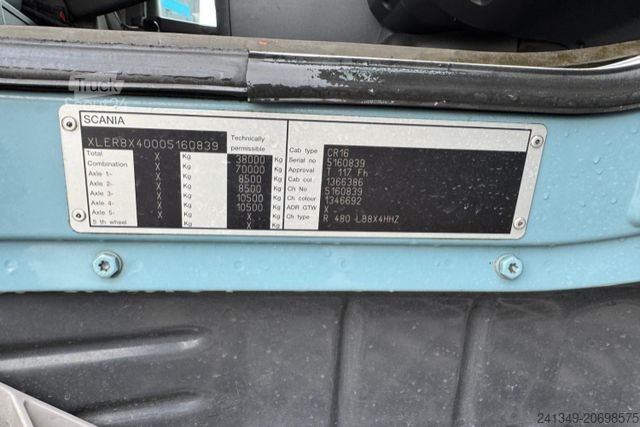 Truck
SCANIA
XLER8X40005160839
Technically
permissible
Total X Kg 38000 Kg
Combination X Kg 70000 Kg
Axle 1- X Kg 8500 Kg
Axle 2- X Kg 8500 Kg
Axle 3- X Kg 10500 Kg
Axle 4- X Kg 10500 Kg
Axle 5- X Kg X Kg
5 th wheel X Kg X Kg
Cab type CR16
Serial no 5160839
Approval T 117 Fh
Cab col 1366386
Ch No 5160839
Ch colour 1346692
ADR GTW X
Ch type R 480 L88X4HHZ
241349-20698575